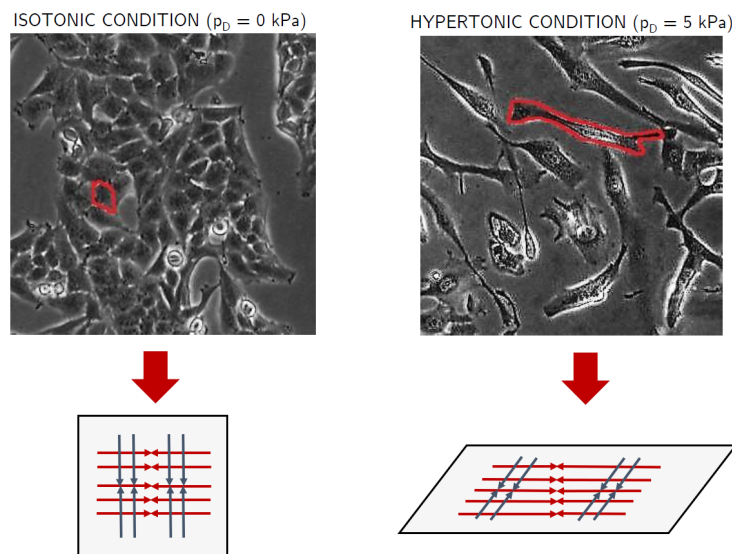 ISOTONIC CONDITION (p_D = 0 kPa)
HYPERTONIC CONDITION (p_D = 5 kPa)